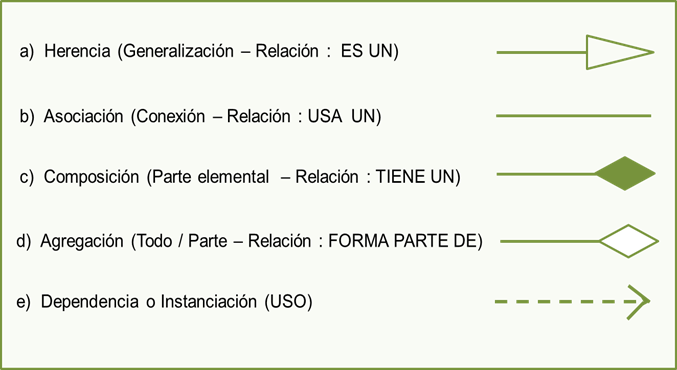 a) Herencia (Generalización – Relación : ES UN)
b) Asociación (Conexión – Relación : USA UN)
c) Composición (Parte elemental – Relación : TIENE UN)
d) Agregación (Todo / Parte – Relación : FORMA PARTE DE)
e) Dependencia o Instanciación (USO)